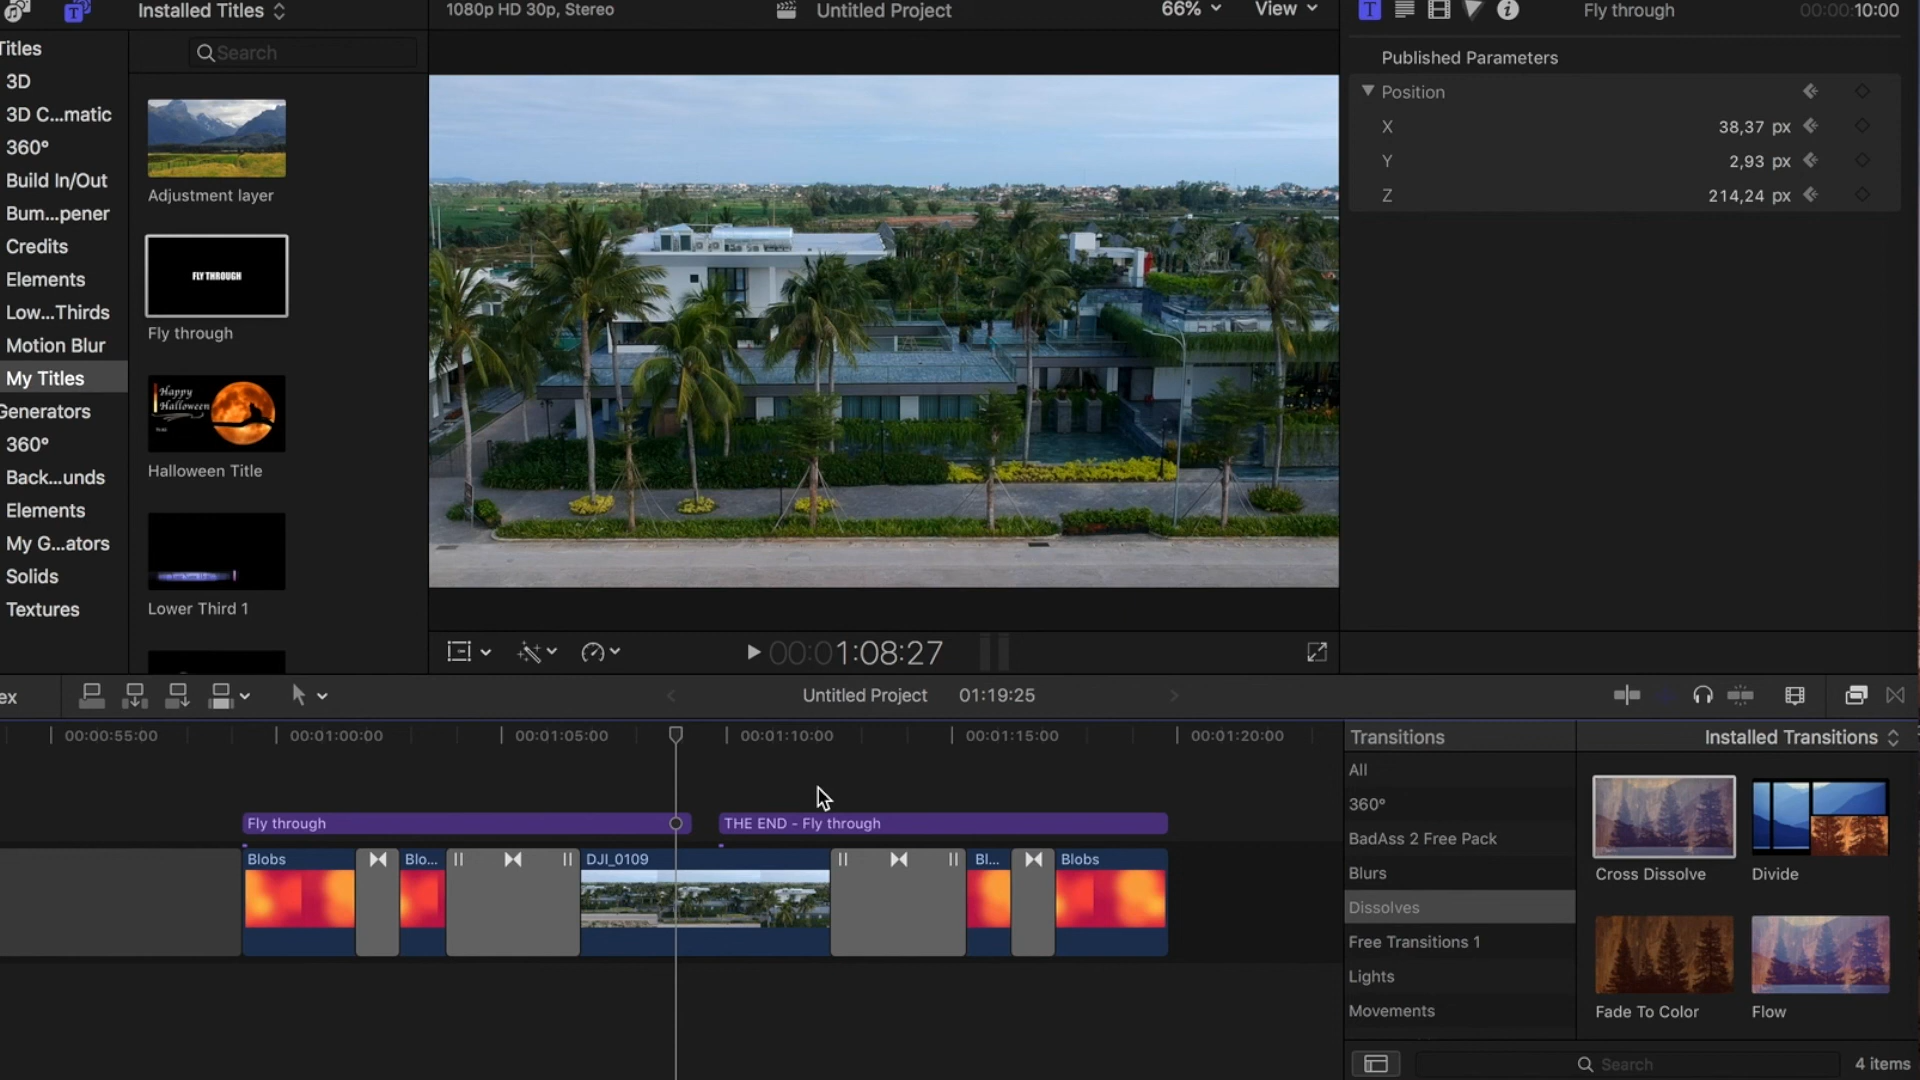 Installed Titles
1080p HD 30p, Stereo
Untitled Project
66%
View
Fly through
00:00:10:00
Titles
3D
3D C...matic
360°
Build In/Out
Bum...pener
Credits
Elements
Low...Thirds
Motion Blur
My Titles
Generators
360°
Back...unds
Elements
My G...ators
Solids
Textures
Search
Adjustment layer
FLY THROUGH
Fly through
Happy
Halloween
Halloween Title
Lower Third 1
Published Parameters
Position
X
38,37 px
Y
2,93 px
Z
214,24 px
00:01:08:27
ex
Untitled Project
01:19:25
00:00:55:00
00:01:00:00
00:01:05:00
00:01:10:00
00:01:15:00
00:01:20:00
Fly through
THE END - Fly through
Blobs
Blo...
DJI_0109
Bl...
Blobs
Transitions
Installed Transitions
All
360°
BadAss 2 Free Pack
Blurs
Dissolves
Free Transitions 1
Lights
Movements
Cross Dissolve
Divide
Fade To Color
Flow
Search
4 items